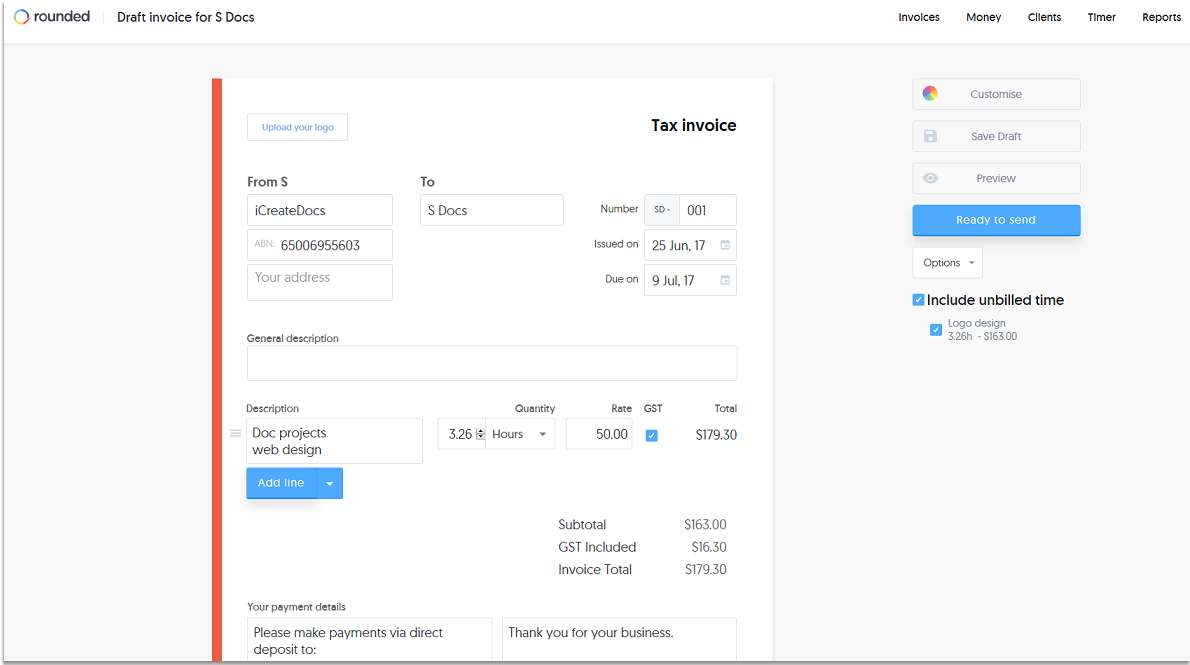 rounded
Draft invoice for S Docs
Invoices Money Clients Timer Reports
Upload your logo
Tax invoice
From S
To
iCreateDocs
S Docs
Number SD - 001
ABN: 65006955603
Issued on 25 Jun, 17
Your address
Due on 9 Jul, 17
General description
Description Quantity Rate GST Total
Doc projects
web design
3.26 Hours 50.00 $179.30
Add line
Subtotal $163.00
GST Included $16.30
Invoice Total $179.30
Your payment details
Please make payments via direct
deposit to:
Thank you for your business.
Customise
Save Draft
Preview
Ready to send
Options
Include unbilled time
Logo design
3.26h - $163.00